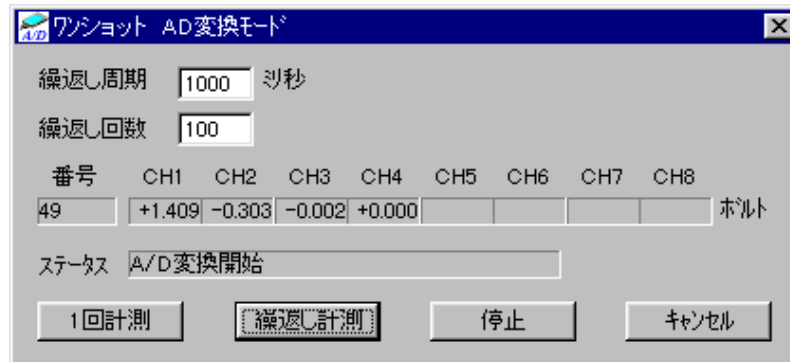 A/D ワンショット AD変換モード
繰返し周期 1000 ミリ秒
繰返し回数 100
番号 CH1 CH2 CH3 CH4 CH5 CH6 CH7 CH8
49 +1.409 -0.303 -0.002 +0.000 ボルト
ステータス A/D変換開始
1回計測 繰返し計測 停止 キャンセル